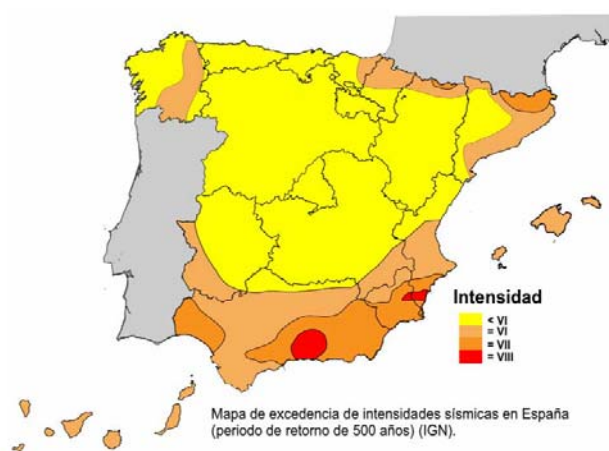 Intensidad
< VI
= VI
= VII
= VIII
Mapa de excedencia de intensidades sísmicas en España
(periodo de retorno de 500 años) (IGN).